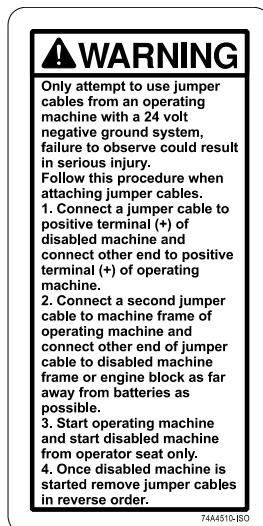 WARNING
Only attempt to use jumper
cables from an operating
machine with a 24 volt
negative ground system,
failure to observe could result
in serious injury.
Follow this procedure when
attaching jumper cables.
1. Connect a jumper cable to
positive terminal (+) of
disabled machine and
connect other end to positive
terminal (+) of operating
machine.
2. Connect a second jumper
cable to machine frame of
operating machine and
connect other end of jumper
cable to disabled machine
frame or engine block as far
away from batteries as
possible.
3. Start operating machine
and start disabled machine
from operator seat only.
4. Once disabled machine is
started remove jumper cables
in reverse order.
74A4510-ISO